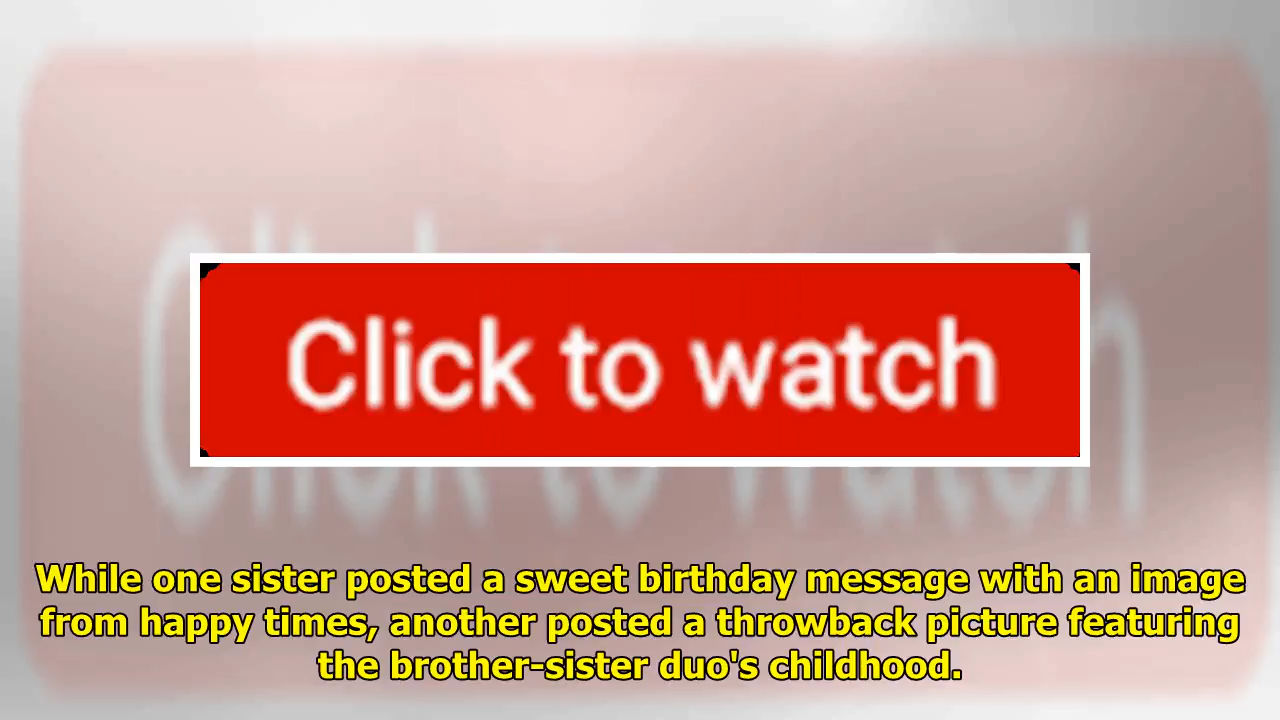 Click to watch
While one sister posted a sweet birthday message with an image
from happy times, another posted a throwback picture featuring
the brother-sister duo's childhood.